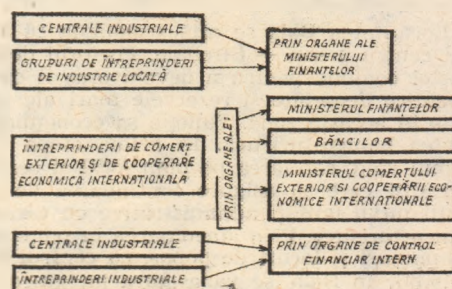 CENTRALE INDUSTRIALE
GRUPURI DE ÎNTREPRINDERI
DE INDUSTRIE LOCALĂ
PRIN ORGANE ALE
MINISTERULUI
FINANȚELOR
ÎNTREPRINDERI DE COMERȚ
EXTERIOR ȘI DE COOPERARE
ECONOMICĂ INTERNAȚIONALĂ
PRIN ORGANE ALE:
MINISTERUL FINANȚELOR
BĂNCILOR
MINISTERUL COMERȚULUI
EXTERIOR SI COOPERĂRII ECO-
NOMICE INTERNAȚIONALE
CENTRALE INDUSTRIALE
ÎNTREPRINDERI INDUSTRIALE
PRIN ORGANE DE CONTROL
FINANCIAR INTERN